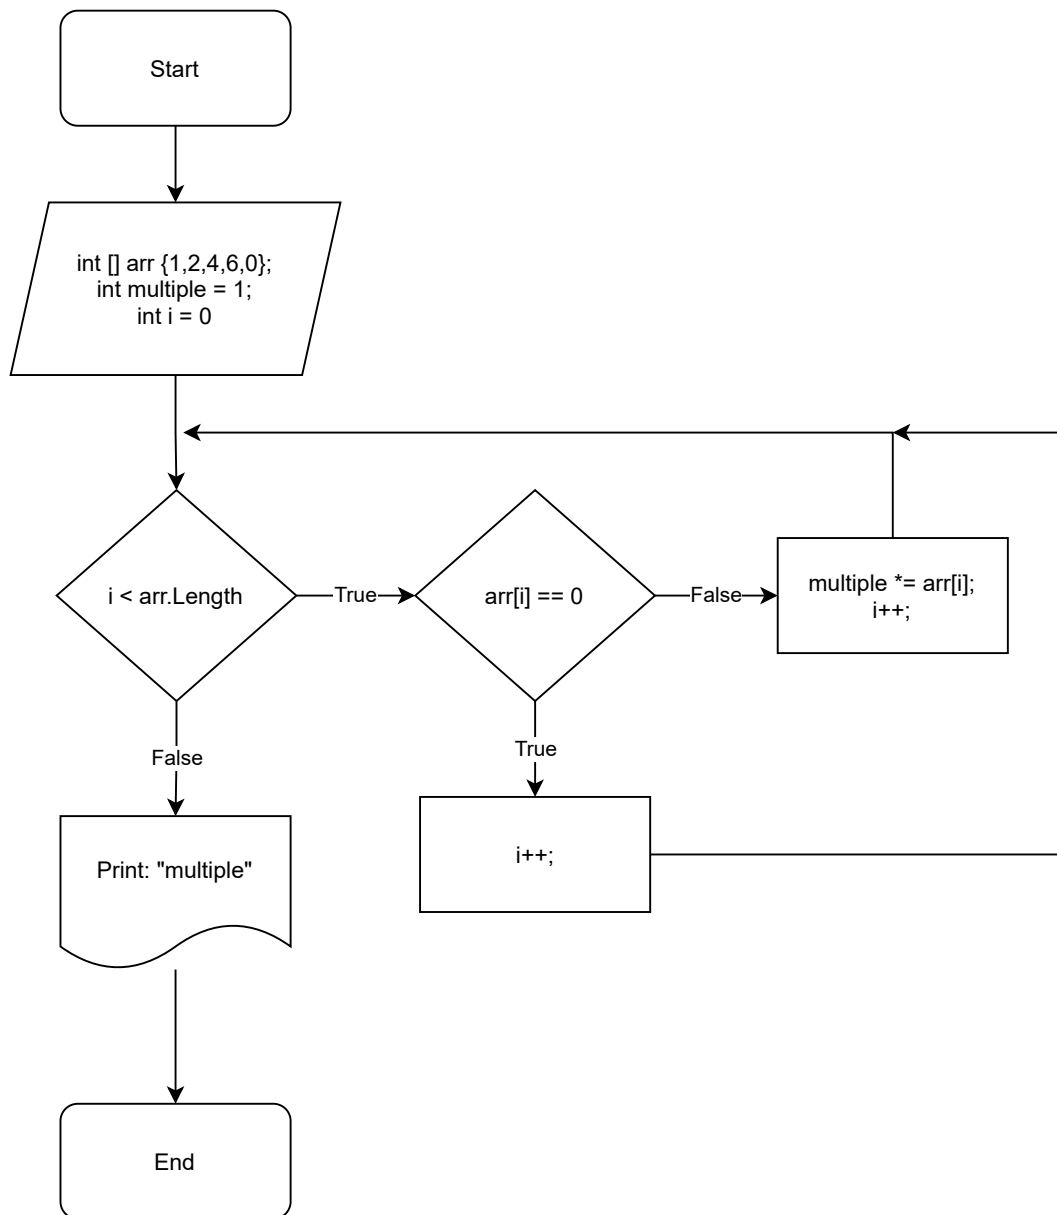 Start
int [] arr {1,2,4,6,0};
int multiple = 1;
int i = 0
i < arr.Length
True
arr[i] == 0
False
multiple *= arr[i];
i++;
False
True
Print: "multiple"
i++;
End